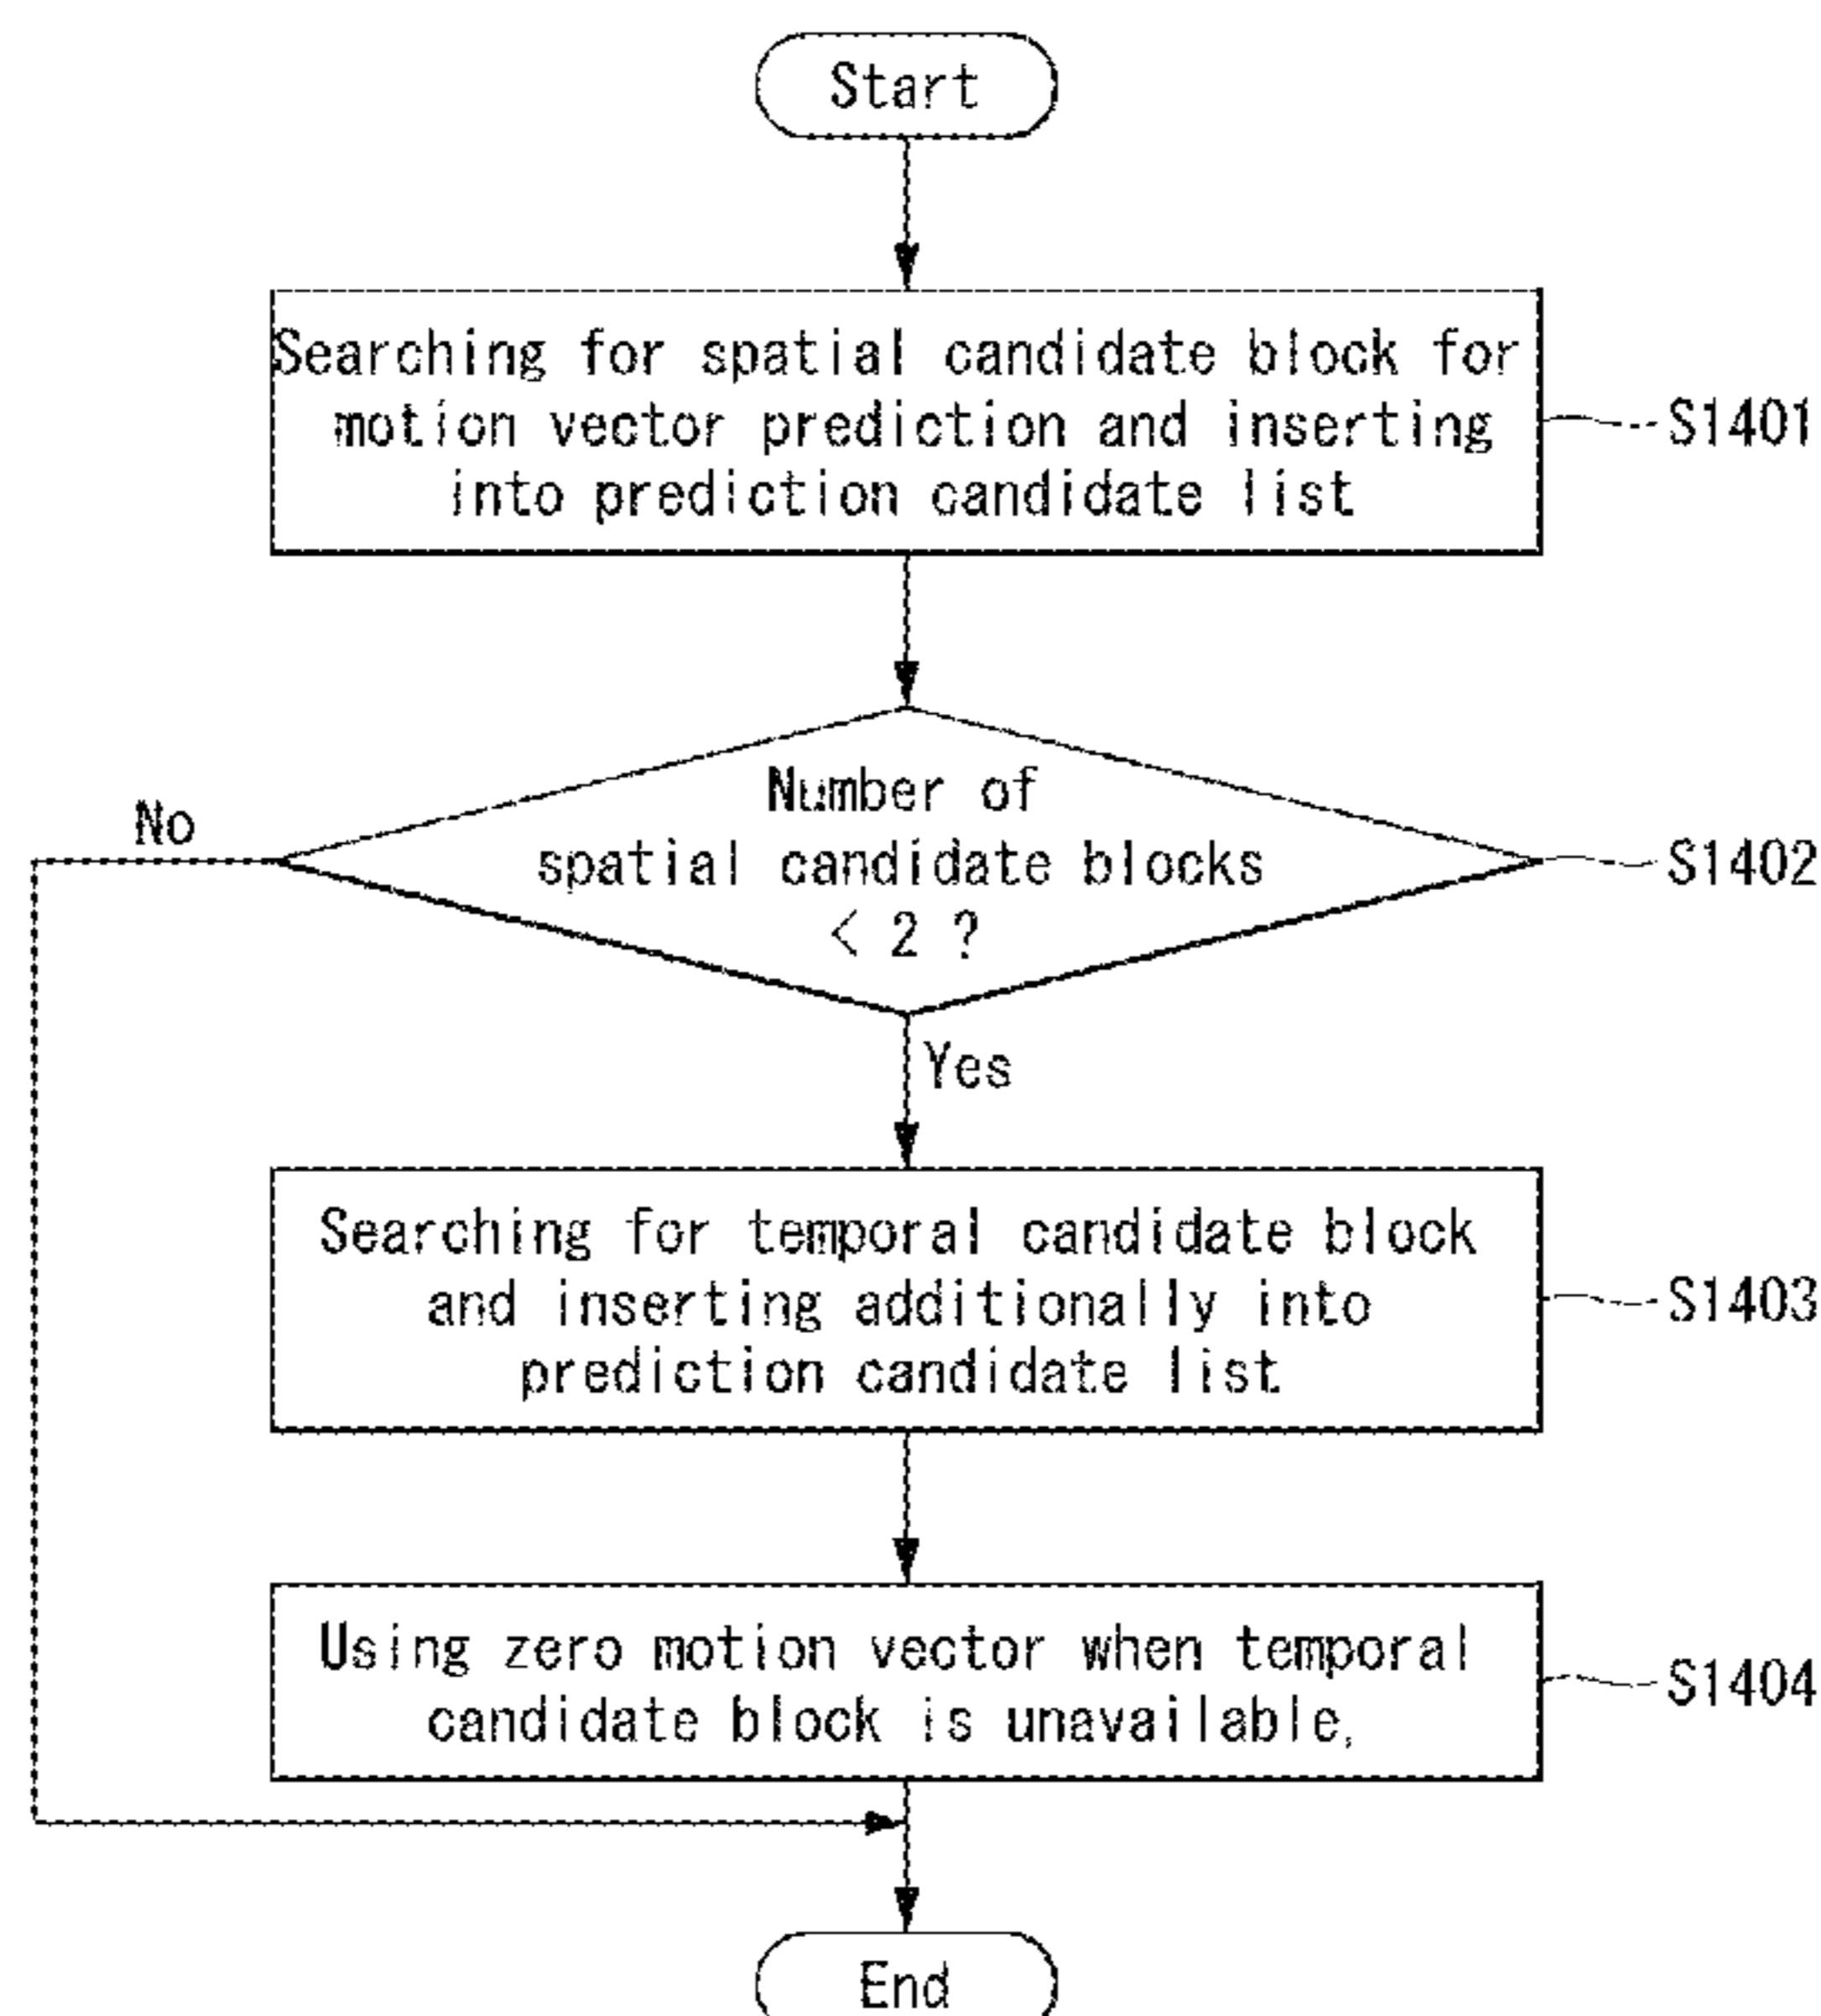 Start
Searching for spatial candidate block for
motion vector prediction and inserting
into prediction candidate list
S1401
Number of
spatial candidate blocks
< 2 ?
S1402
No
Yes
Searching for temporal candidate block
and inserting additionally into
prediction candidate list
S1403
Using zero motion vector when temporal
candidate block is unavailable,
S1404
End